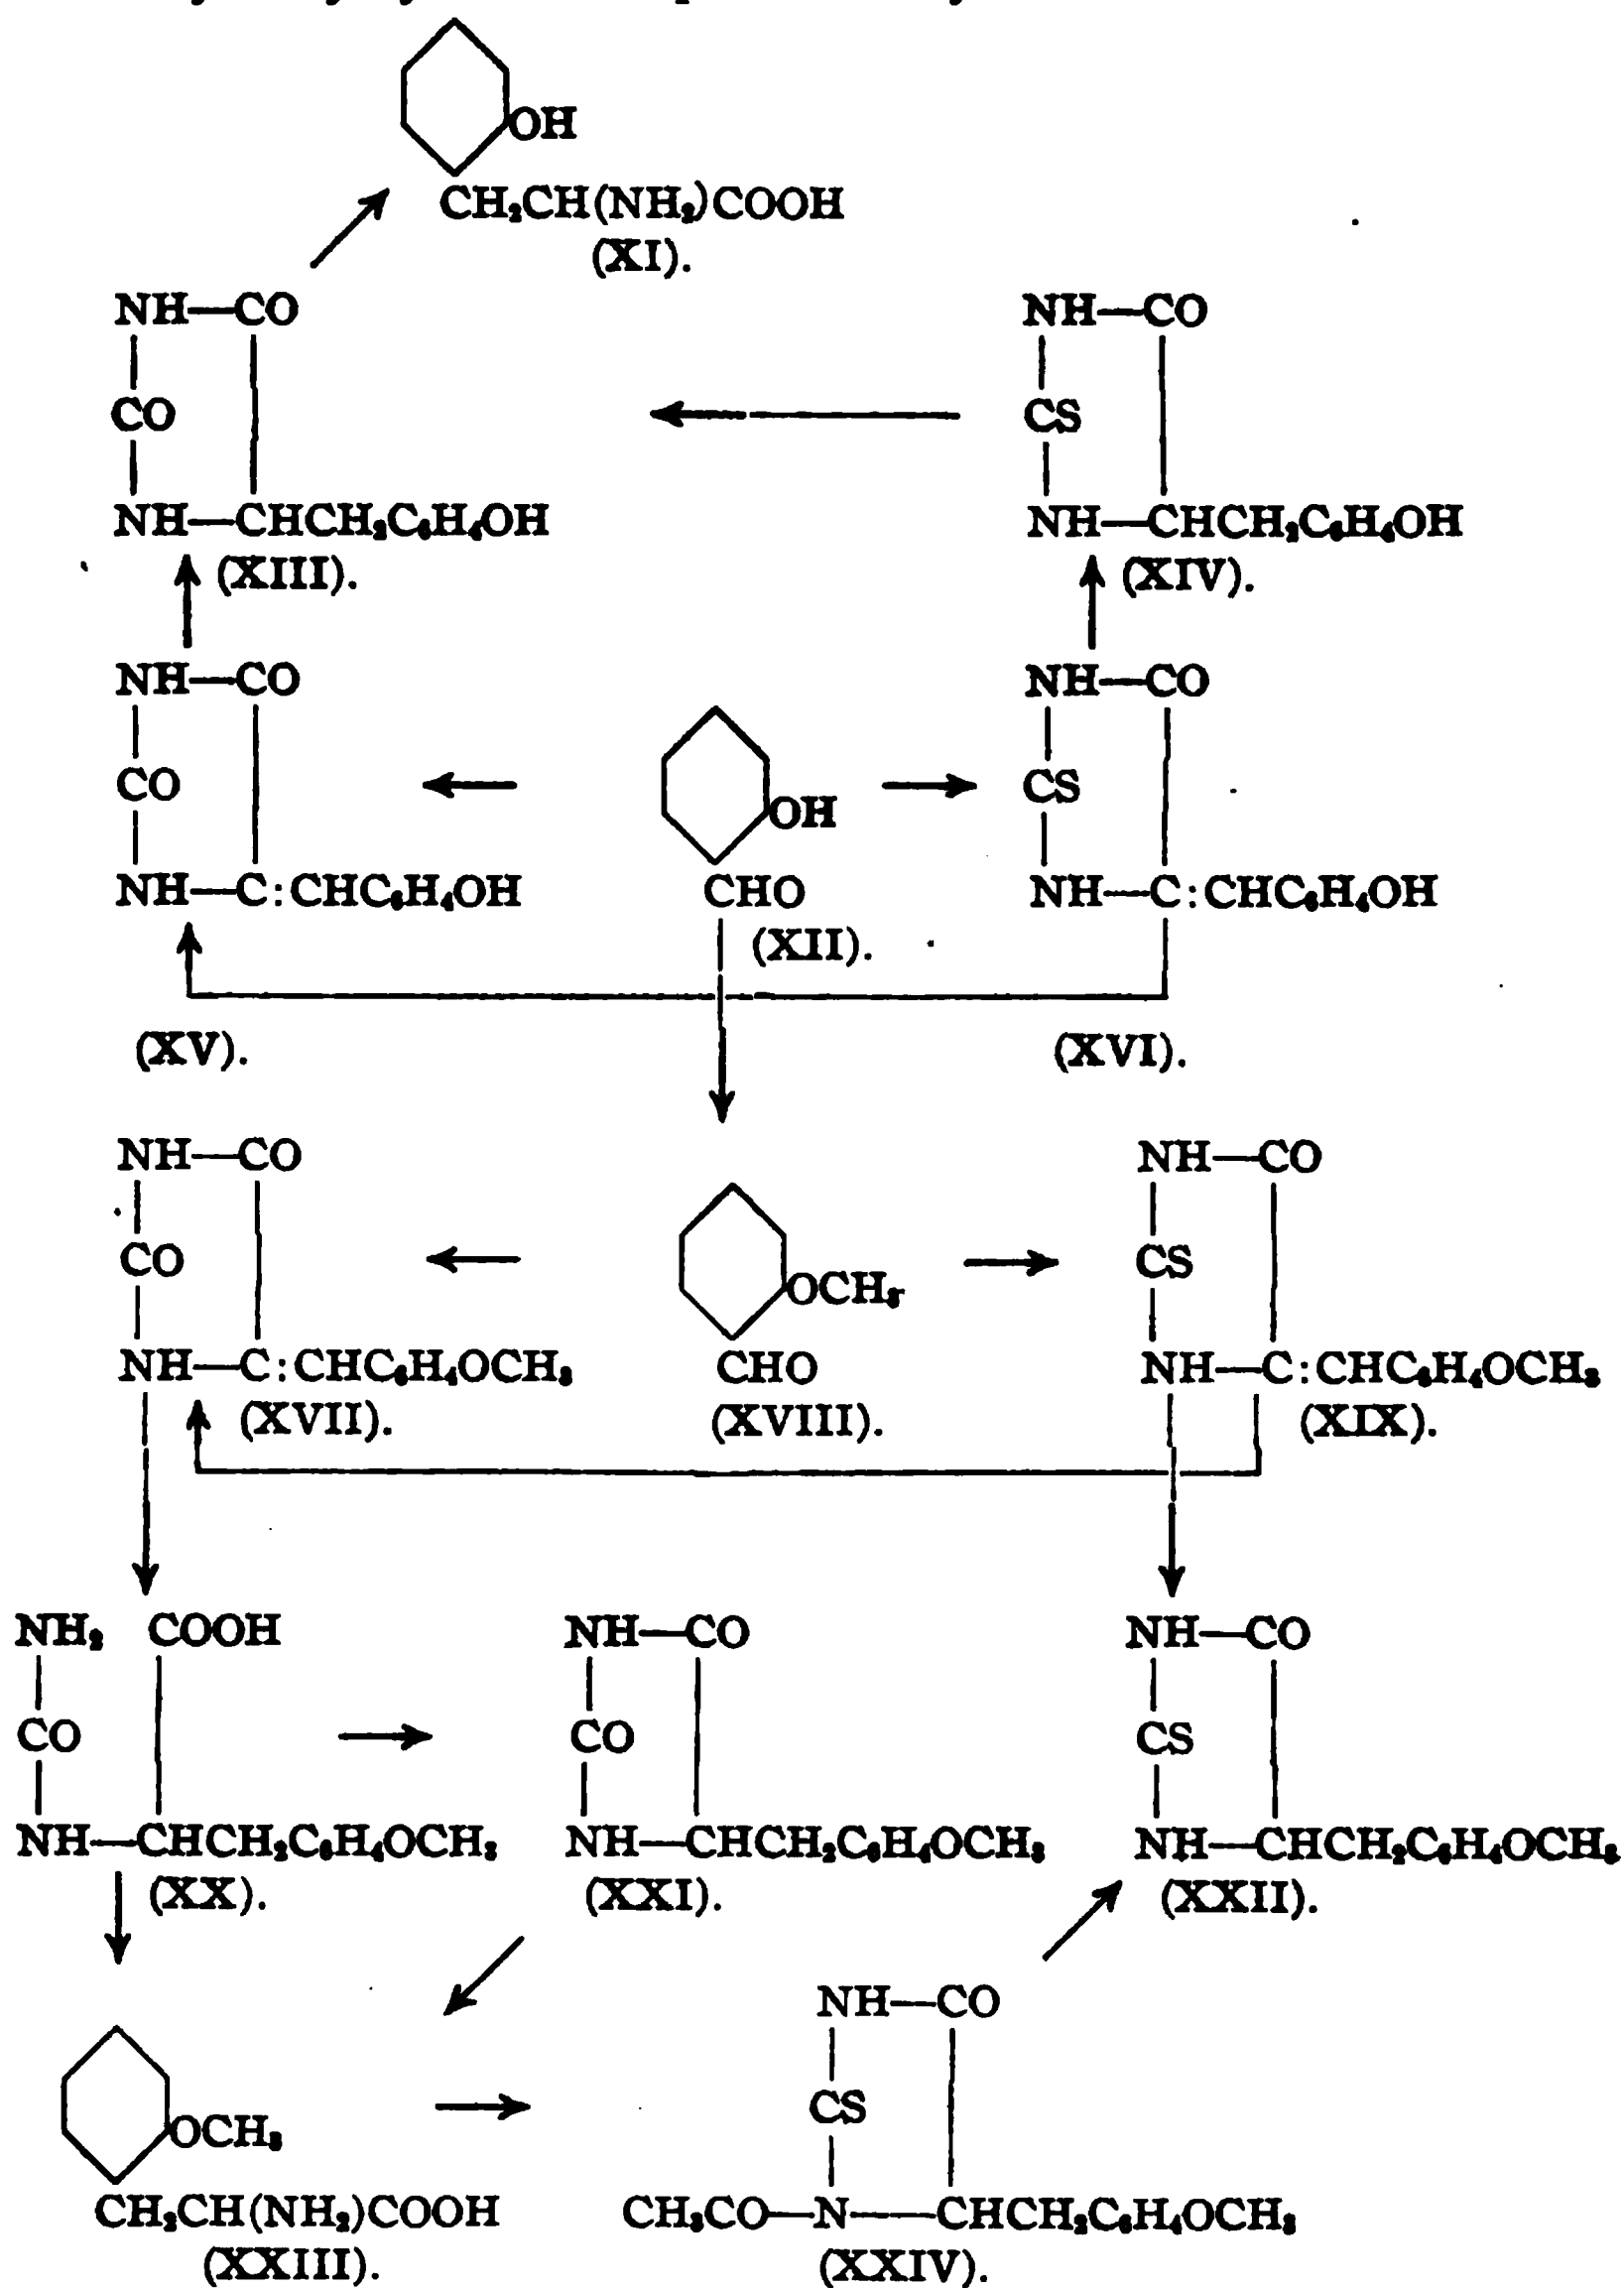 OH
CH₂CH(NH₂)COOH
(XI).
NH—CO NH—CO
CO CS
NH—CHCH₂C₆H₄OH NH—CHCH₂C₆H₄OH
(XIII). (XIV).
NH—CO NH—CO
CO OH CS
NH—C:CHC₆H₄OH CHO NH—C:CHC₆H₄OH
(XII).
(XV). (XVI).
NH—CO NH—CO
CO OCH₃ CS
NH—C:CHC₆H₄OCH₃ CHO NH—C:CHC₆H₄OCH₃
(XVII). (XVIII). (XIX).
NH₂ COOH NH—CO NH—CO
CO CO CS
NH—CHCH₂C₆H₄OCH₃ NH—CHCH₂C₆H₄OCH₃ NH—CHCH₂C₆H₄OCH₃
(XX). (XXI). (XXII).
NH—CO
OCH₃ CS
CH₂CH(NH₂)COOH CH₃CO—N—CHCH₂C₆H₄OCH₃
(XXIII). (XXIV).